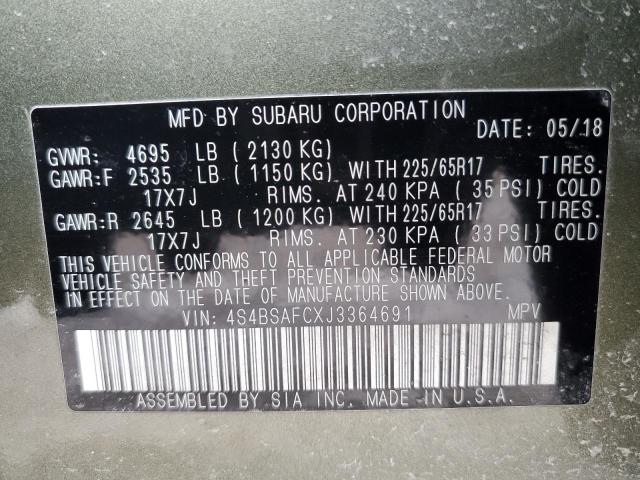 MFD BY SUBARU CORPORATION
DATE: 05/18
GVWR: 4695 LB ( 2130 KG)
GAWR:F 2535 LB ( 1150 KG) WITH 225/65R17 TIRES.
17X7J RIMS. AT 240 KPA ( 35 PSI) COLD
GAWR:R 2645 LB ( 1200 KG) WITH 225/65R17 TIRES.
17X7J RIMS. AT 230 KPA ( 33 PSI) COLD
THIS VEHICLE CONFORMS TO ALL APPLICABLE FEDERAL MOTOR
VEHICLE SAFETY AND THEFT PREVENTION STANDARDS
IN EFFECT ON THE DATE OF MANUFACTURE SHOWN ABOVE.
VIN: 4S4BSAFCXJ3364691 MPV
ASSEMBLED BY SIA INC. MADE IN U.S.A.